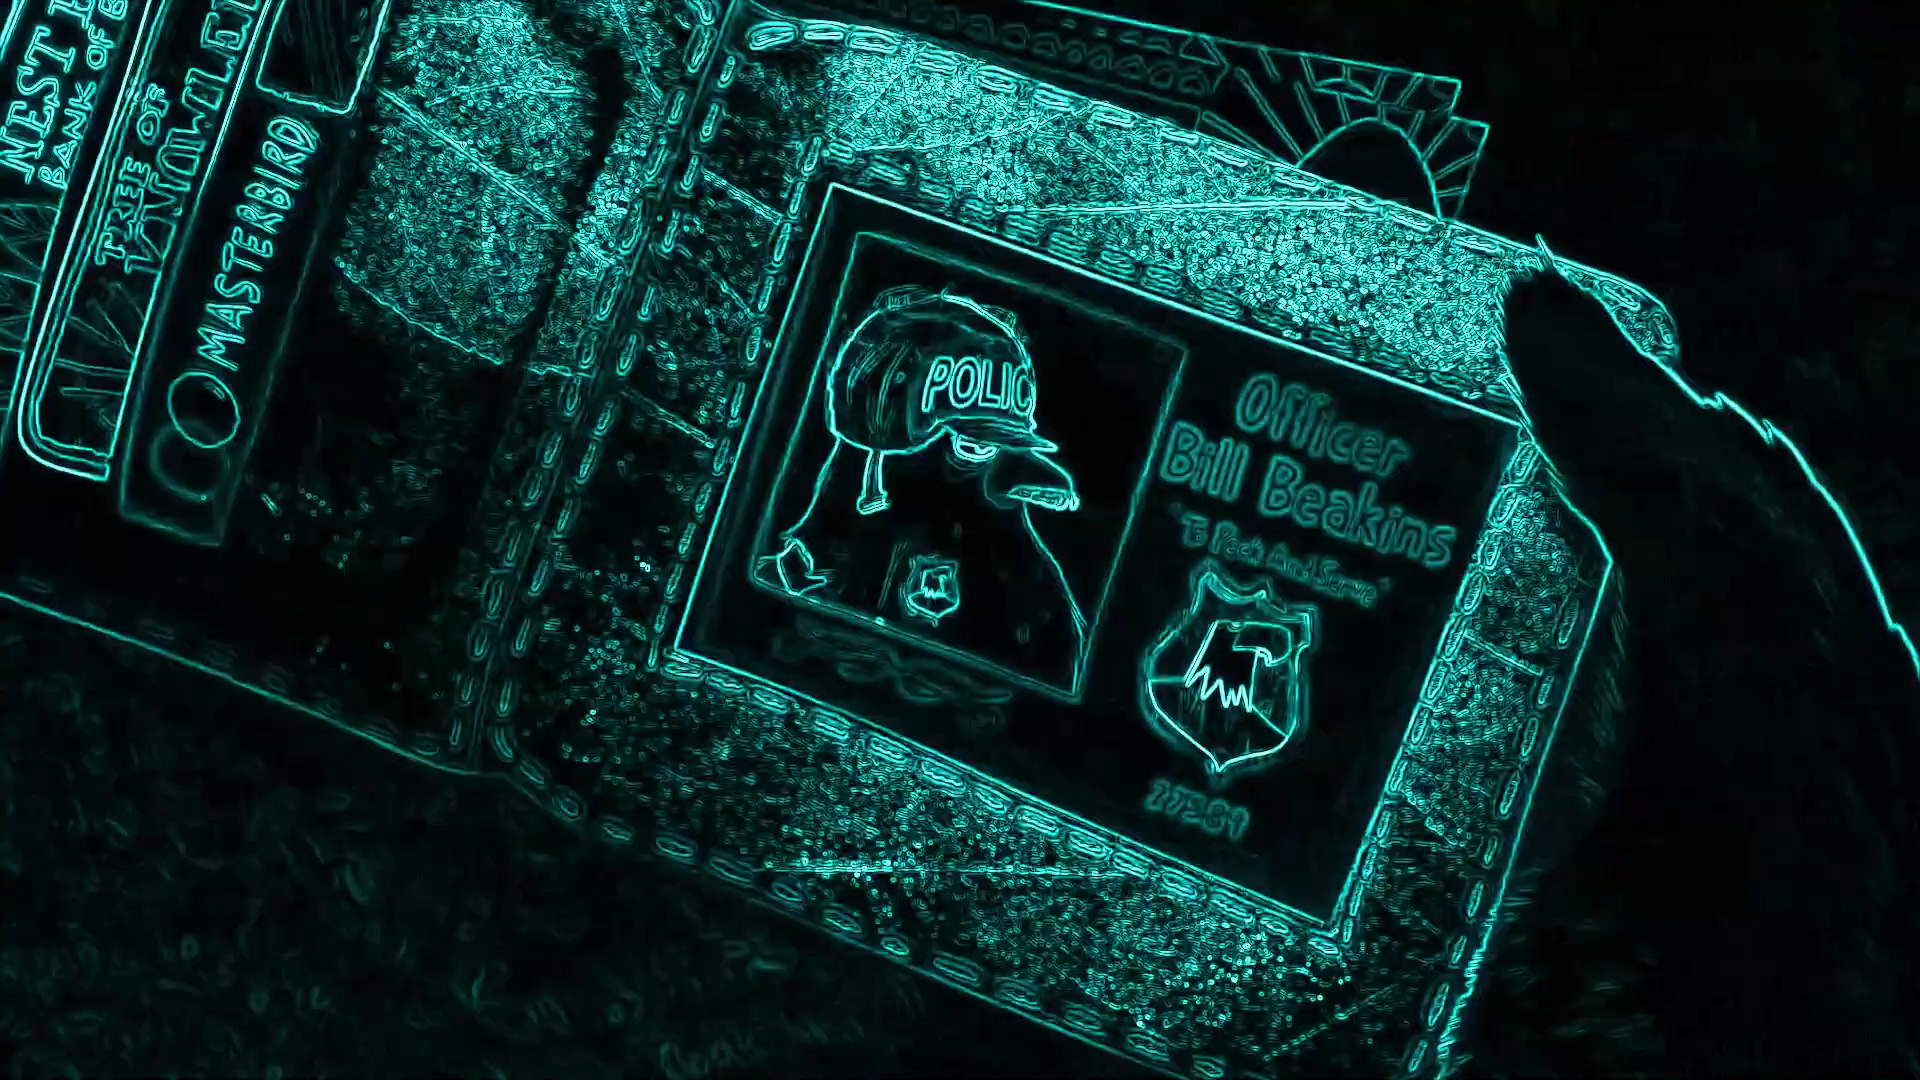 NEST
BANK OF
TREE OF
KNOWLE
MASTERBIRD
POLIC
Officer
Bill Beakins
"To Peck And Serve"